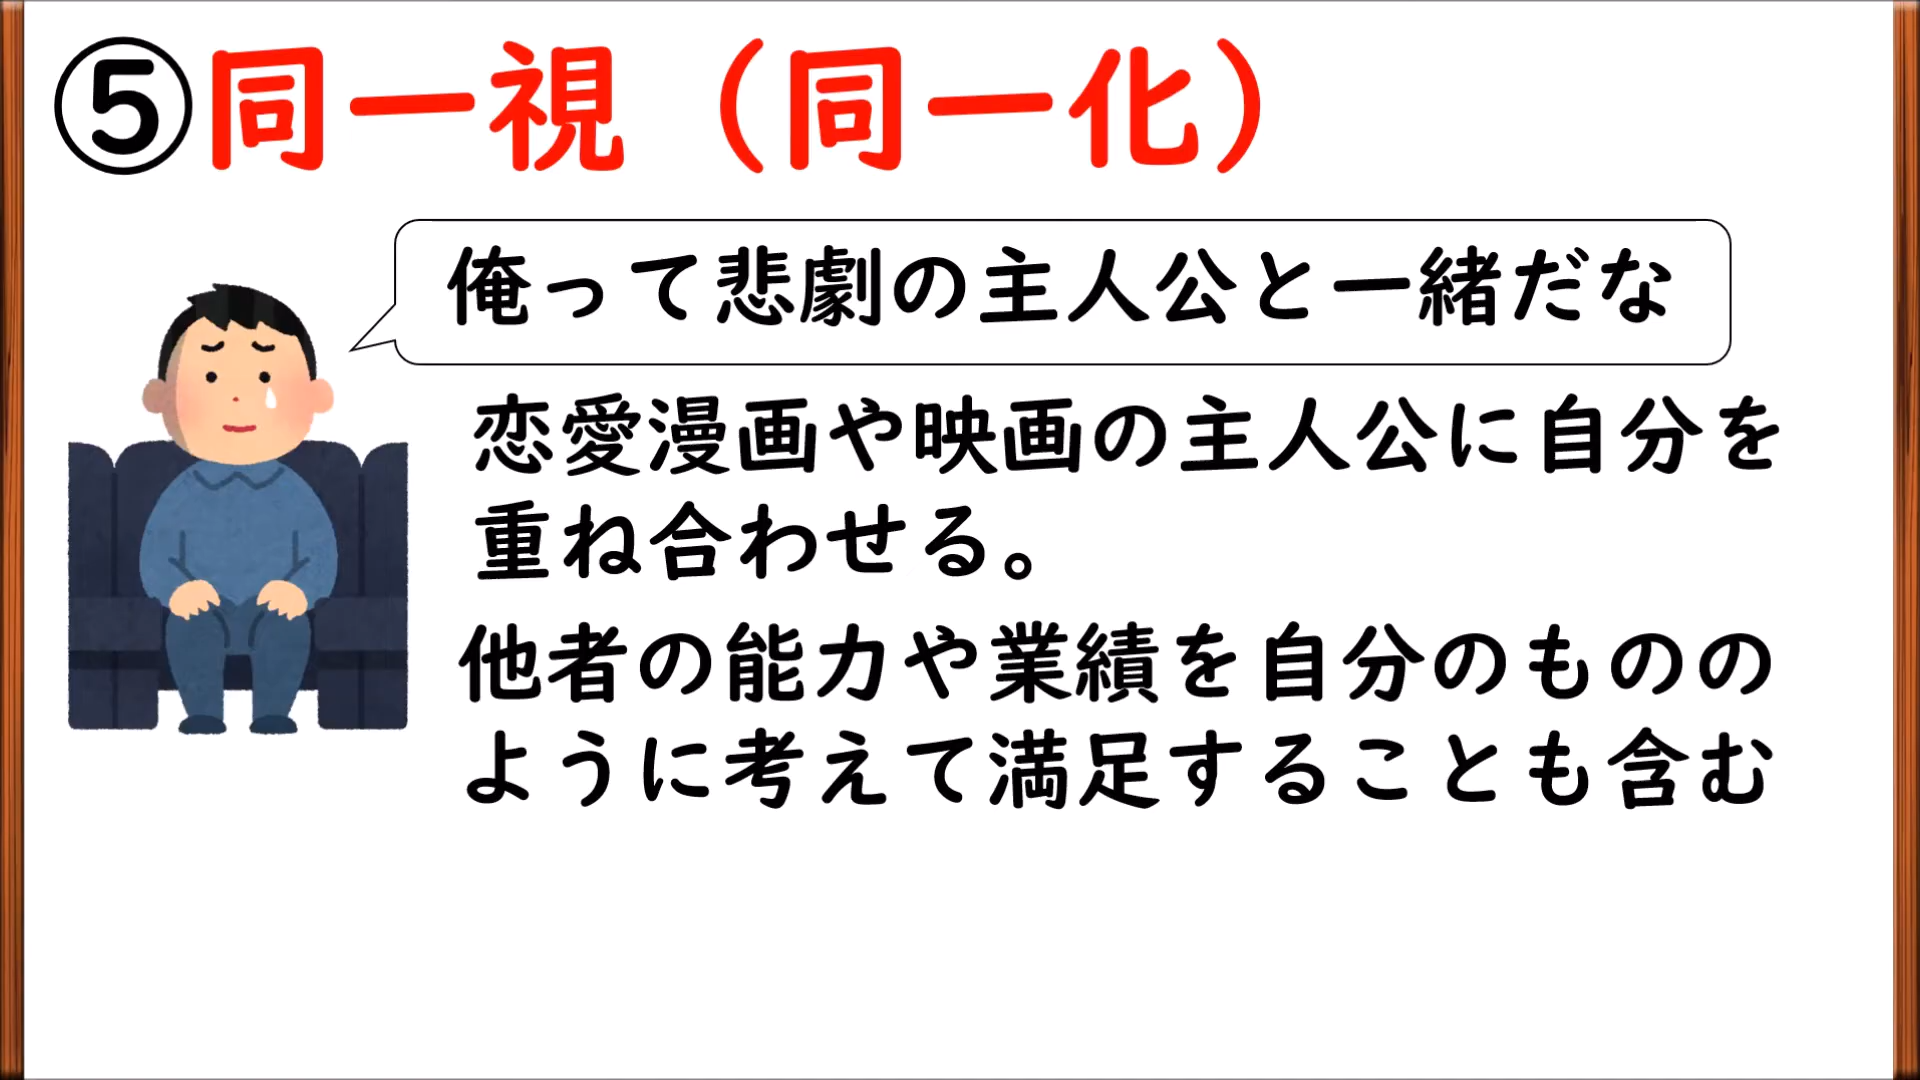 ⑤同一視（同一化）
俺って悲劇の主人公と一緒だな
恋愛漫画や映画の主人公に自分を
重ね合わせる。
他者の能力や業績を自分のものの
ように考えて満足することも含む